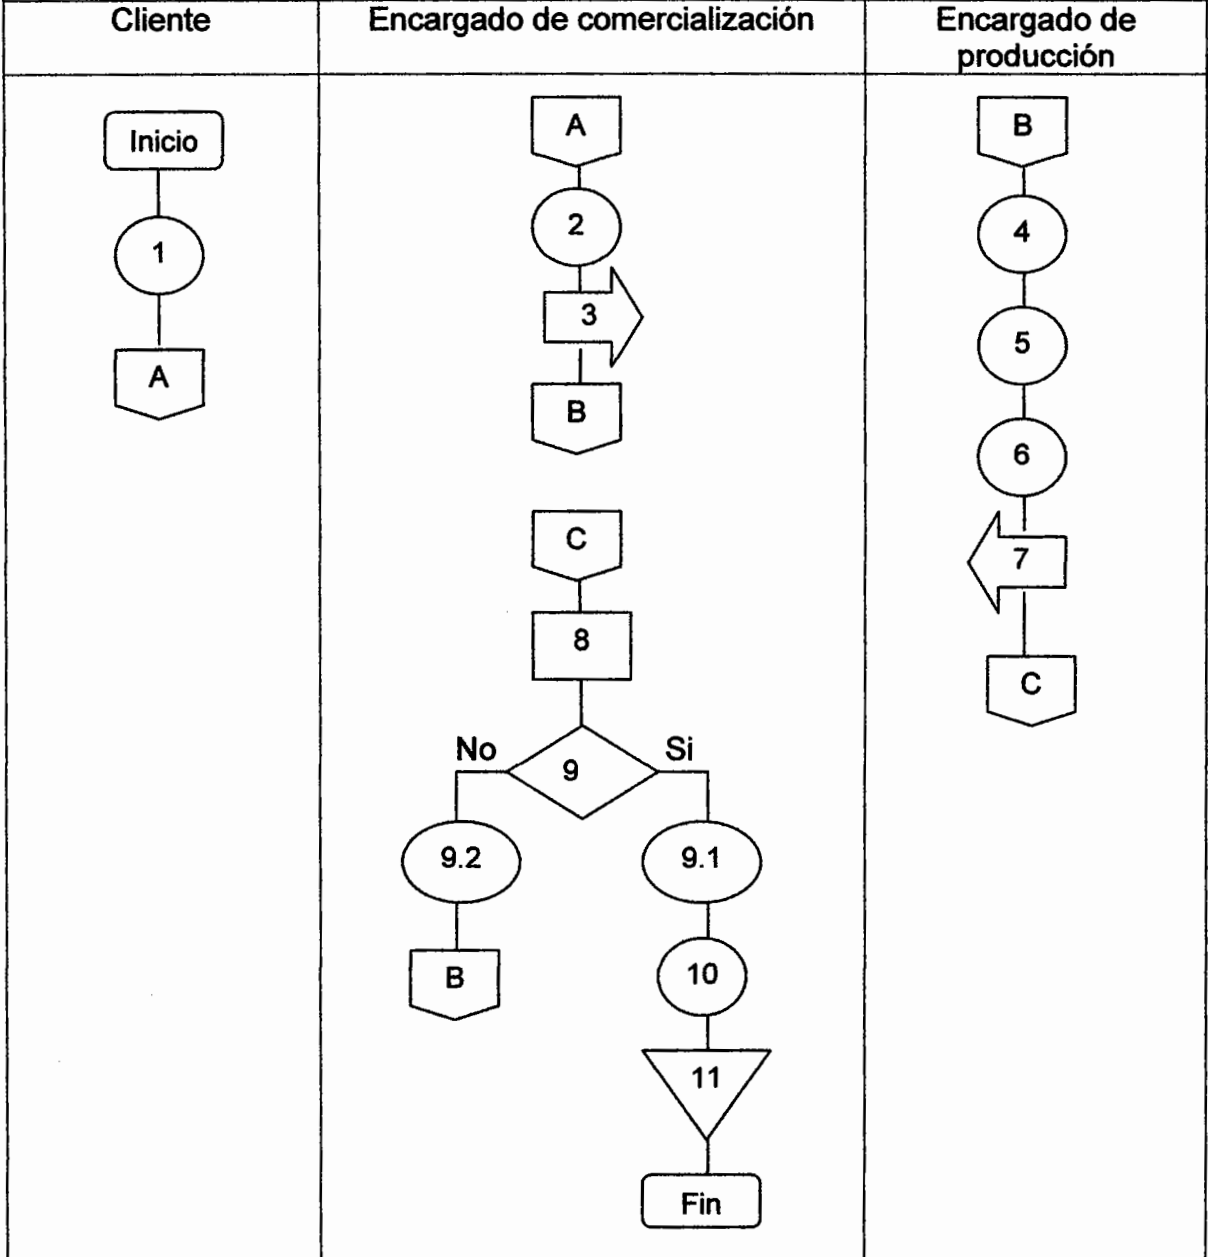 Cliente
Encargado de comercialización
Encargado de
producción
Inicio
1
A
A
2
3
B
C
8
9
No
Si
9.2
9.1
B
10
11
Fin
B
4
5
6
7
C